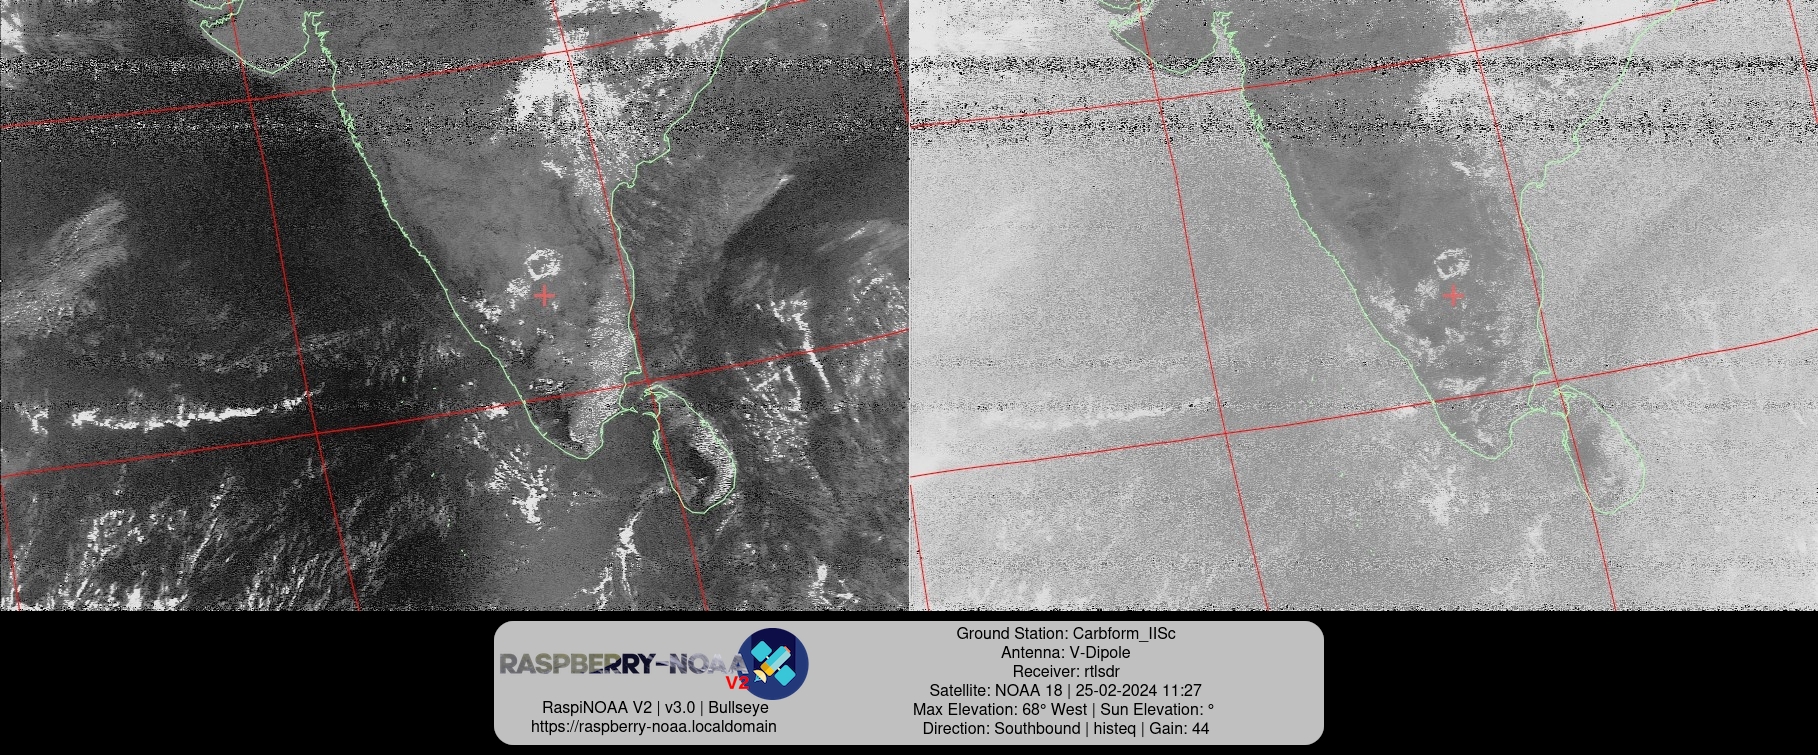 RASPBERRY-NOAA
V2
RaspiNOAA V2 | v3.0 | Bullseye
https://raspberry-noaa.localdomain
Ground Station: Carbform_IISc
Antenna: V-Dipole
Receiver: rtlsdr
Satellite: NOAA 18 | 25-02-2024 11:27
Max Elevation: 68° West | Sun Elevation: °
Direction: Southbound | histeq | Gain: 44